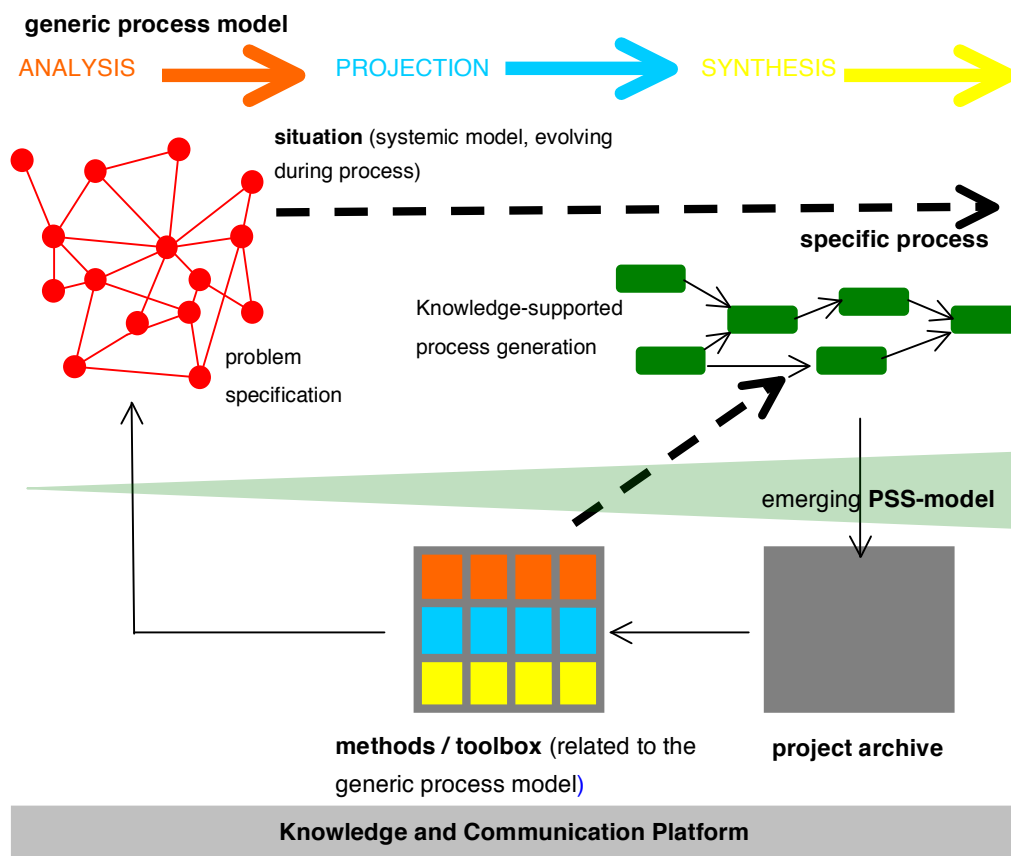 generic process model
ANALYSIS
PROJECTION
SYNTHESIS
situation (systemic model, evolving
during process)
specific process
Knowledge-supported
process generation
problem
specification
emerging PSS-model
methods / toolbox (related to the
generic process model)
project archive
Knowledge and Communication Platform